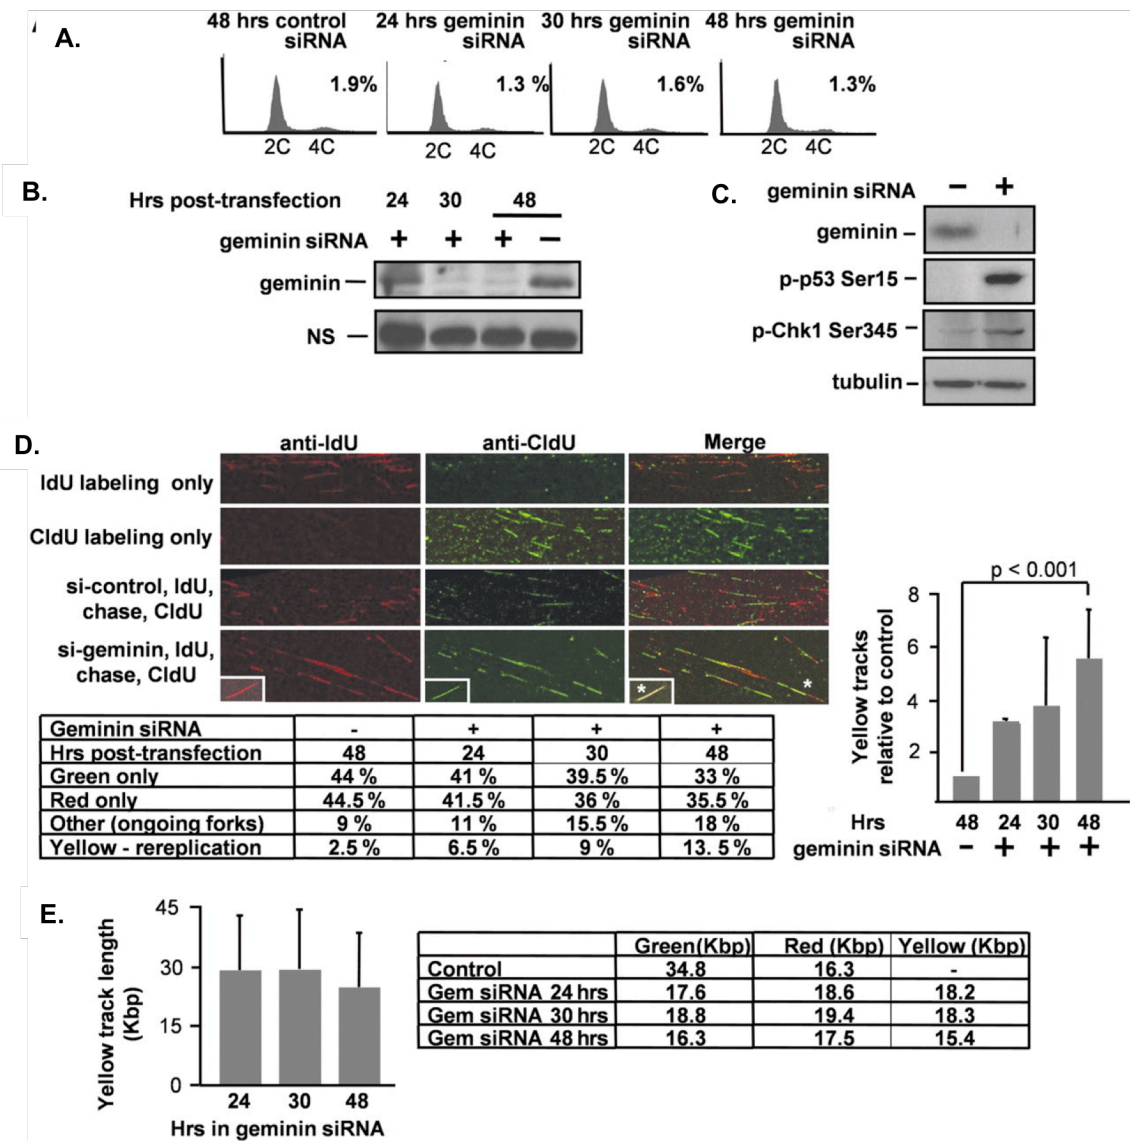 A.
48 hrs control siRNA
24 hrs geminin siRNA
30 hrs geminin siRNA
48 hrs geminin siRNA
1.9%
1.3 %
1.6%
1.3%
2C 4C
2C 4C
2C 4C
2C 4C
B.
Hrs post-transfection 24 30 48
geminin siRNA + + + −
geminin
NS
C.
geminin siRNA − +
geminin
p-p53 Ser15
p-Chk1 Ser345
tubulin
D.
anti-IdU anti-CldU Merge
IdU labeling only
CldU labeling only
si-control, IdU,
chase, CldU
si-geminin, IdU,
chase, CldU
* *
Geminin siRNA - + + +
Hrs post-transfection 48 24 30 48
Green only 44 % 41 % 39.5 % 33 %
Red only 44.5 % 41.5 % 36 % 35.5 %
Other (ongoing forks) 9 % 11 % 15.5 % 18 %
Yellow - rereplication 2.5 % 6.5 % 9 % 13. 5 %
p < 0.001
Yellow tracks
relative to control
8
6
4
2
Hrs 48 24 30 48
geminin siRNA − + + +
E.
Yellow track length
(Kbp)
45
30
15
0
24 30 48
Hrs in geminin siRNA
Green(Kbp) Red (Kbp) Yellow (Kbp)
Control 34.8 16.3 -
Gem siRNA 24 hrs 17.6 18.6 18.2
Gem siRNA 30 hrs 18.8 19.4 18.3
Gem siRNA 48 hrs 16.3 17.5 15.4